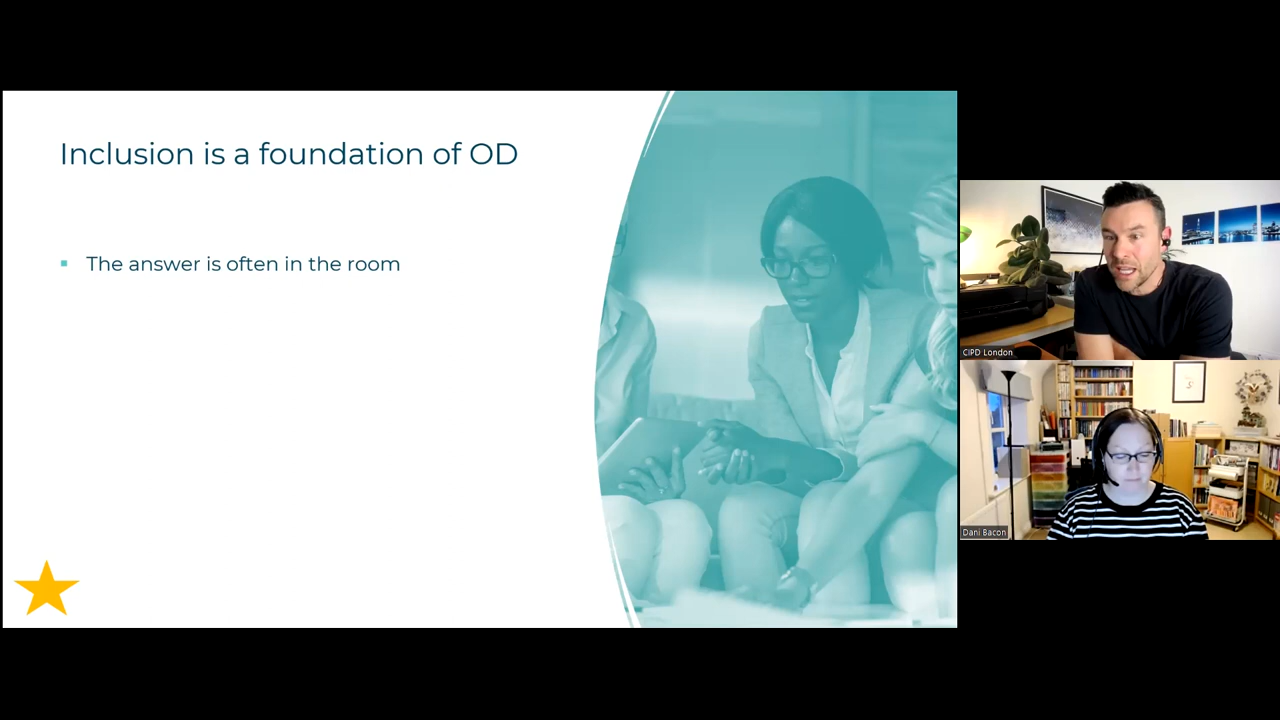 Inclusion is a foundation of OD
The answer is often in the room
CIPD London
Dani Bacon